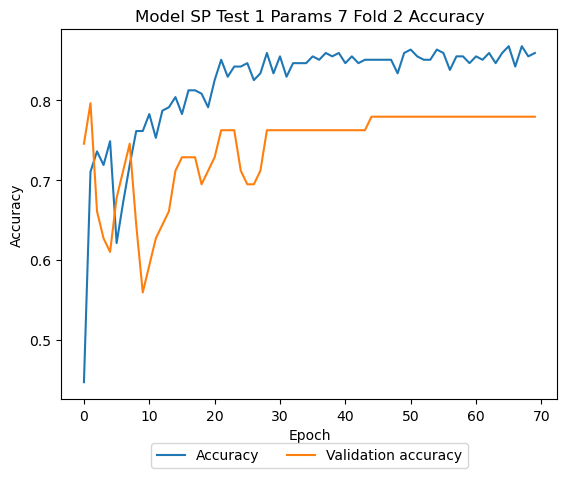 Model SP Test 1 Params 7 Fold 2 Accuracy
Accuracy
0.8
0.7
0.6
0.5
0 10 20 30 40 50 60 70
Epoch
Accuracy Validation accuracy